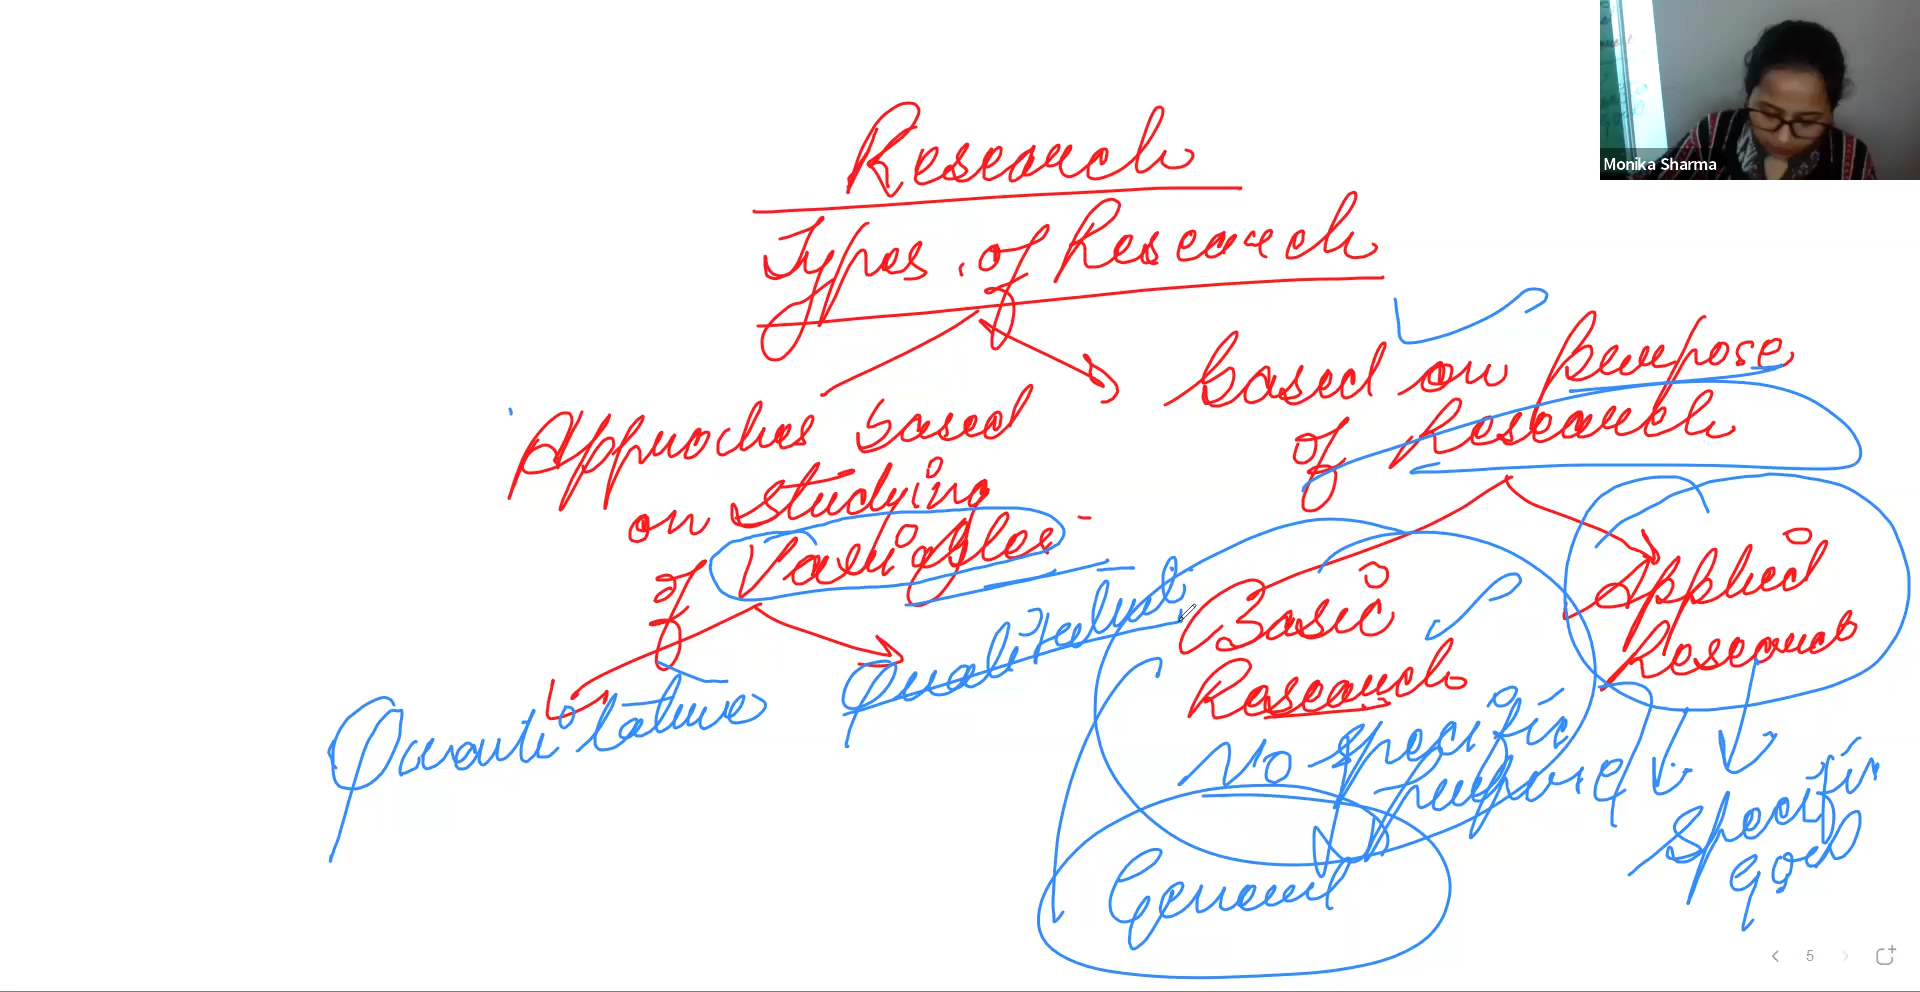 Research
Types of Research
Approches based
on studying
of Variables
Quantitative
Qualitative
based on Purpose
of Research
Basic
Research
No specific
purpose
General
Applied
Research
specific
goal
Monika Sharma
5